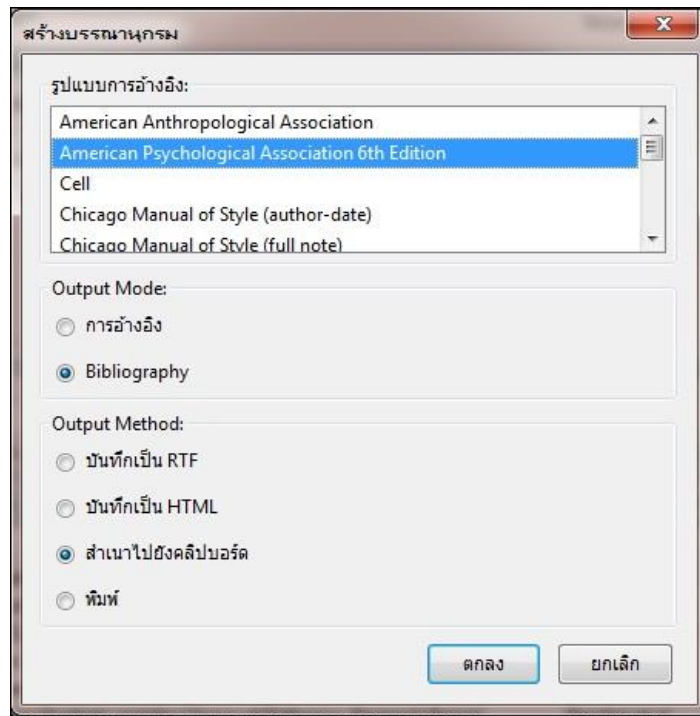 สร้างบรรณานุกรม
รูปแบบการอ้างอิง:
American Anthropological Association
American Psychological Association 6th Edition
Cell
Chicago Manual of Style (author-date)
Chicago Manual of Style (full note)
Output Mode:
การอ้างอิง
Bibliography
Output Method:
บันทึกเป็น RTF
บันทึกเป็น HTML
สำเนาไปยังคลิปบอร์ด
พิมพ์
ตกลง ยกเลิก